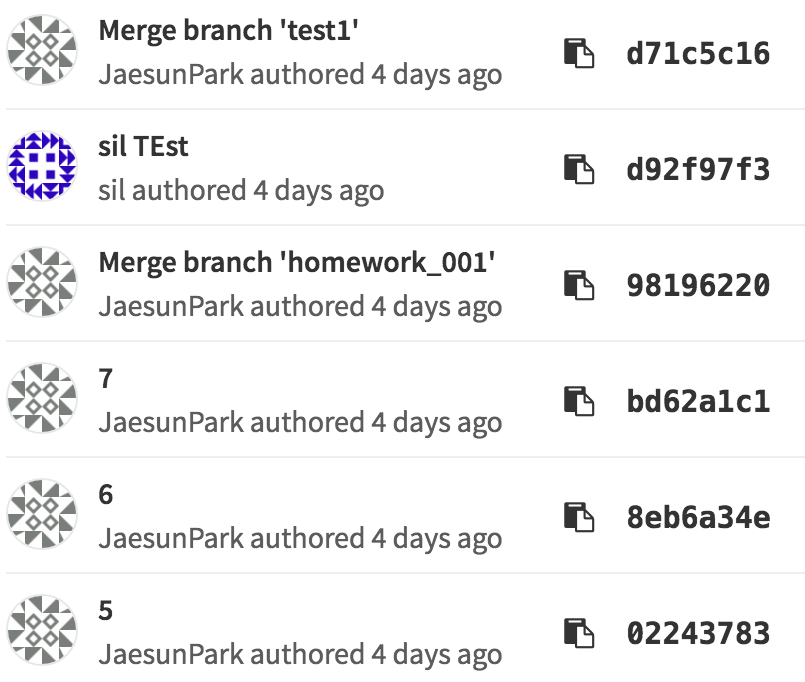 Merge branch 'test1'
JaesunPark authored 4 days ago
d71c5c16
sil TEst
sil authored 4 days ago
d92f97f3
Merge branch 'homework_001'
JaesunPark authored 4 days ago
98196220
7
JaesunPark authored 4 days ago
bd62a1c1
6
JaesunPark authored 4 days ago
8eb6a34e
5
JaesunPark authored 4 days ago
02243783